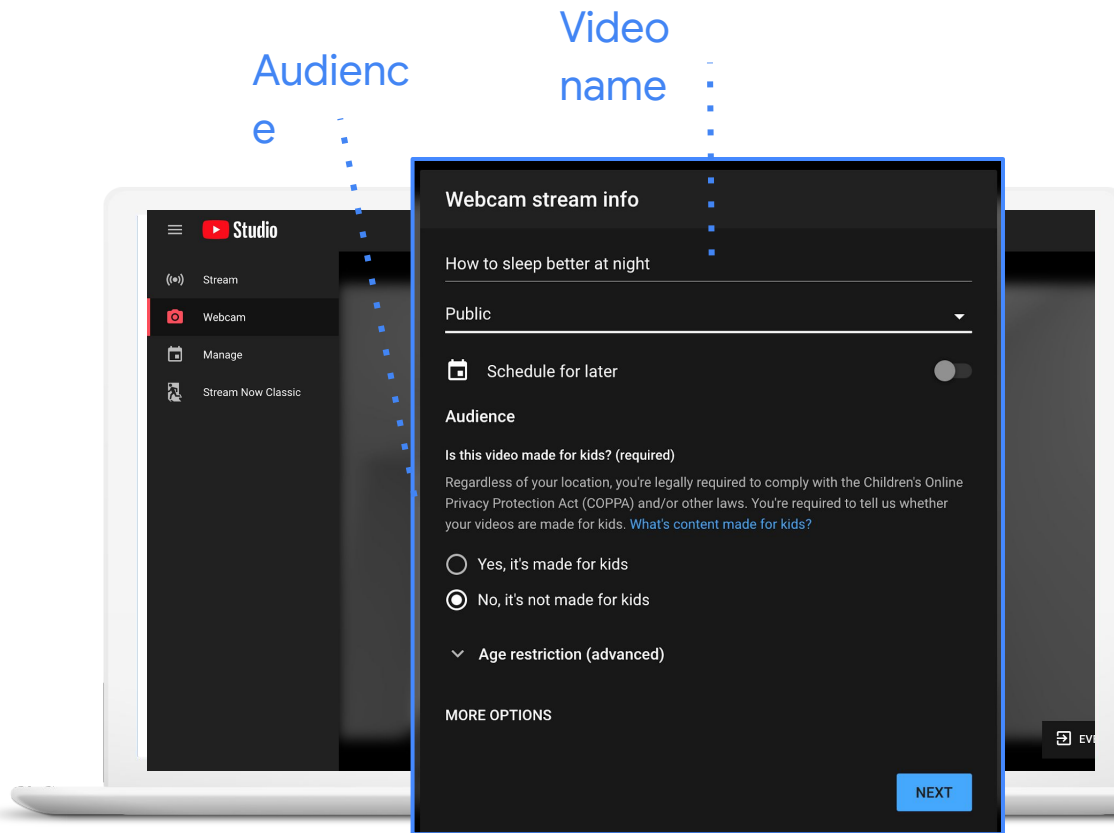 Video
name
Audienc
e
Studio
Stream
Webcam
Manage
Stream Now Classic
Webcam stream info
How to sleep better at night
Public
Schedule for later
Audience
Is this video made for kids? (required)
Regardless of your location, you're legally required to comply with the Children's Online
Privacy Protection Act (COPPA) and/or other laws. You're required to tell us whether
your videos are made for kids. What's content made for kids?
Yes, it's made for kids
No, it's not made for kids
Age restriction (advanced)
MORE OPTIONS
NEXT